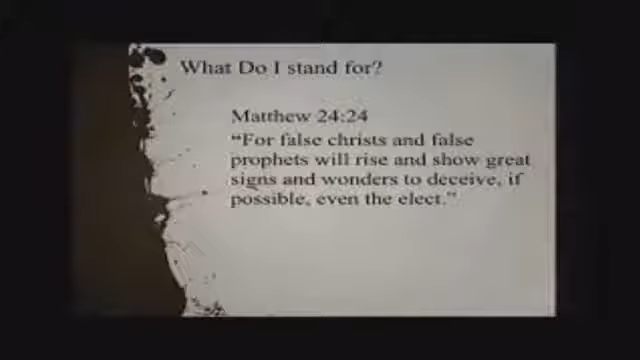 What Do I stand for?
Matthew 24:24
“For false christs and false
prophets will rise and show great
signs and wonders to deceive, if
possible, even the elect.”